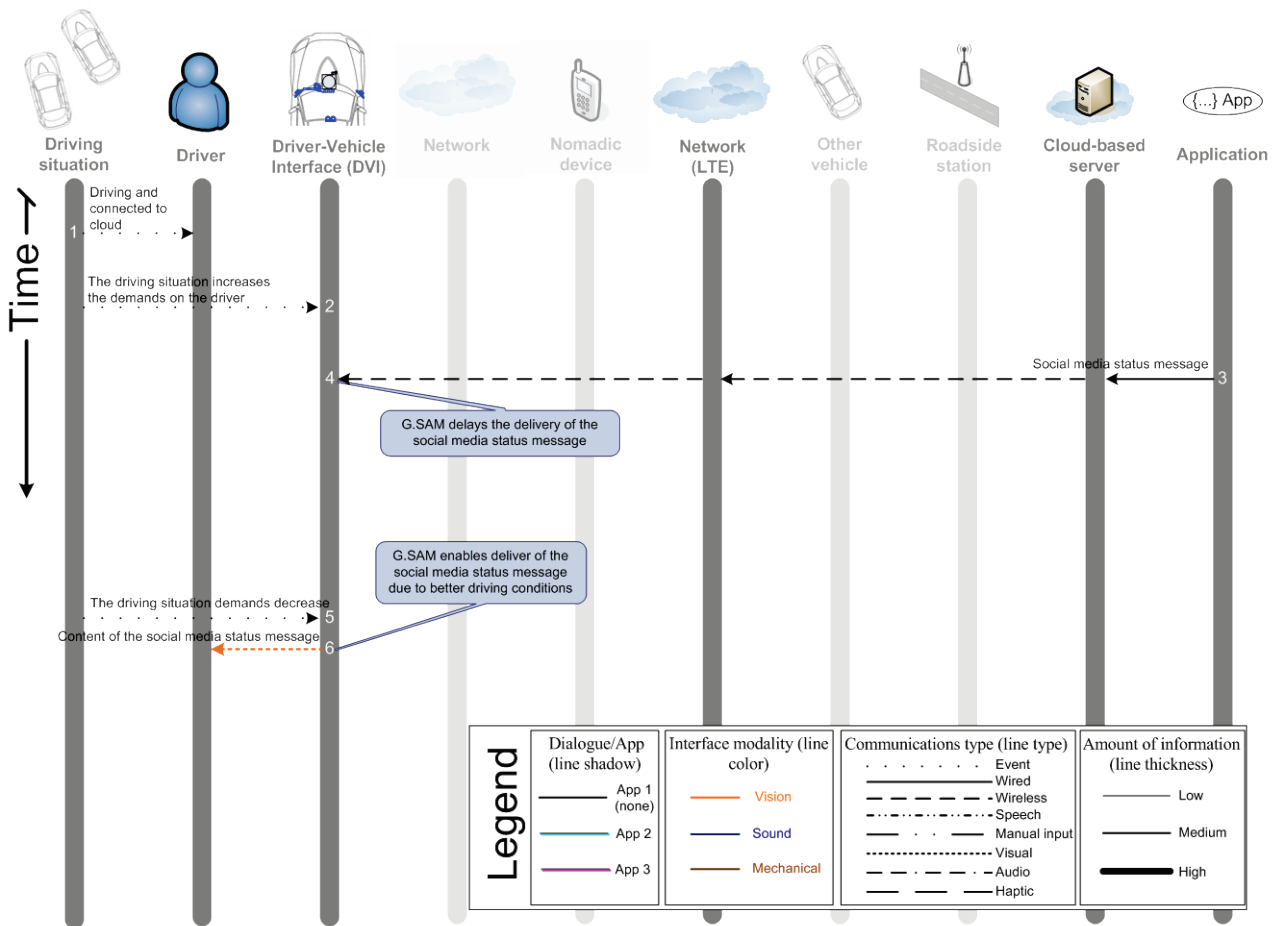 {...} App
Driving
situation
Driver
Driver-Vehicle
Interface (DVI)
Network
Nomadic
device
Network
(LTE)
Other
vehicle
Roadside
station
Cloud-based
server
Application
Time
Driving and
connected to
cloud
1
The driving situation increases
the demands on the driver
2
Social media status message
4
3
G.SAM delays the delivery of the
social media status message
G.SAM enables deliver of the
social media status message
due to better driving conditions
The driving situation demands decrease
5
Content of the social media status message
6
Legend
Dialogue/App
(line shadow)
App 1
(none)
App 2
App 3
Interface modality (line
color)
Vision
Sound
Mechanical
Communications type (line type)
Event
Wired
Wireless
Speech
Manual input
Visual
Audio
Haptic
Amount of information
(line thickness)
Low
Medium
High